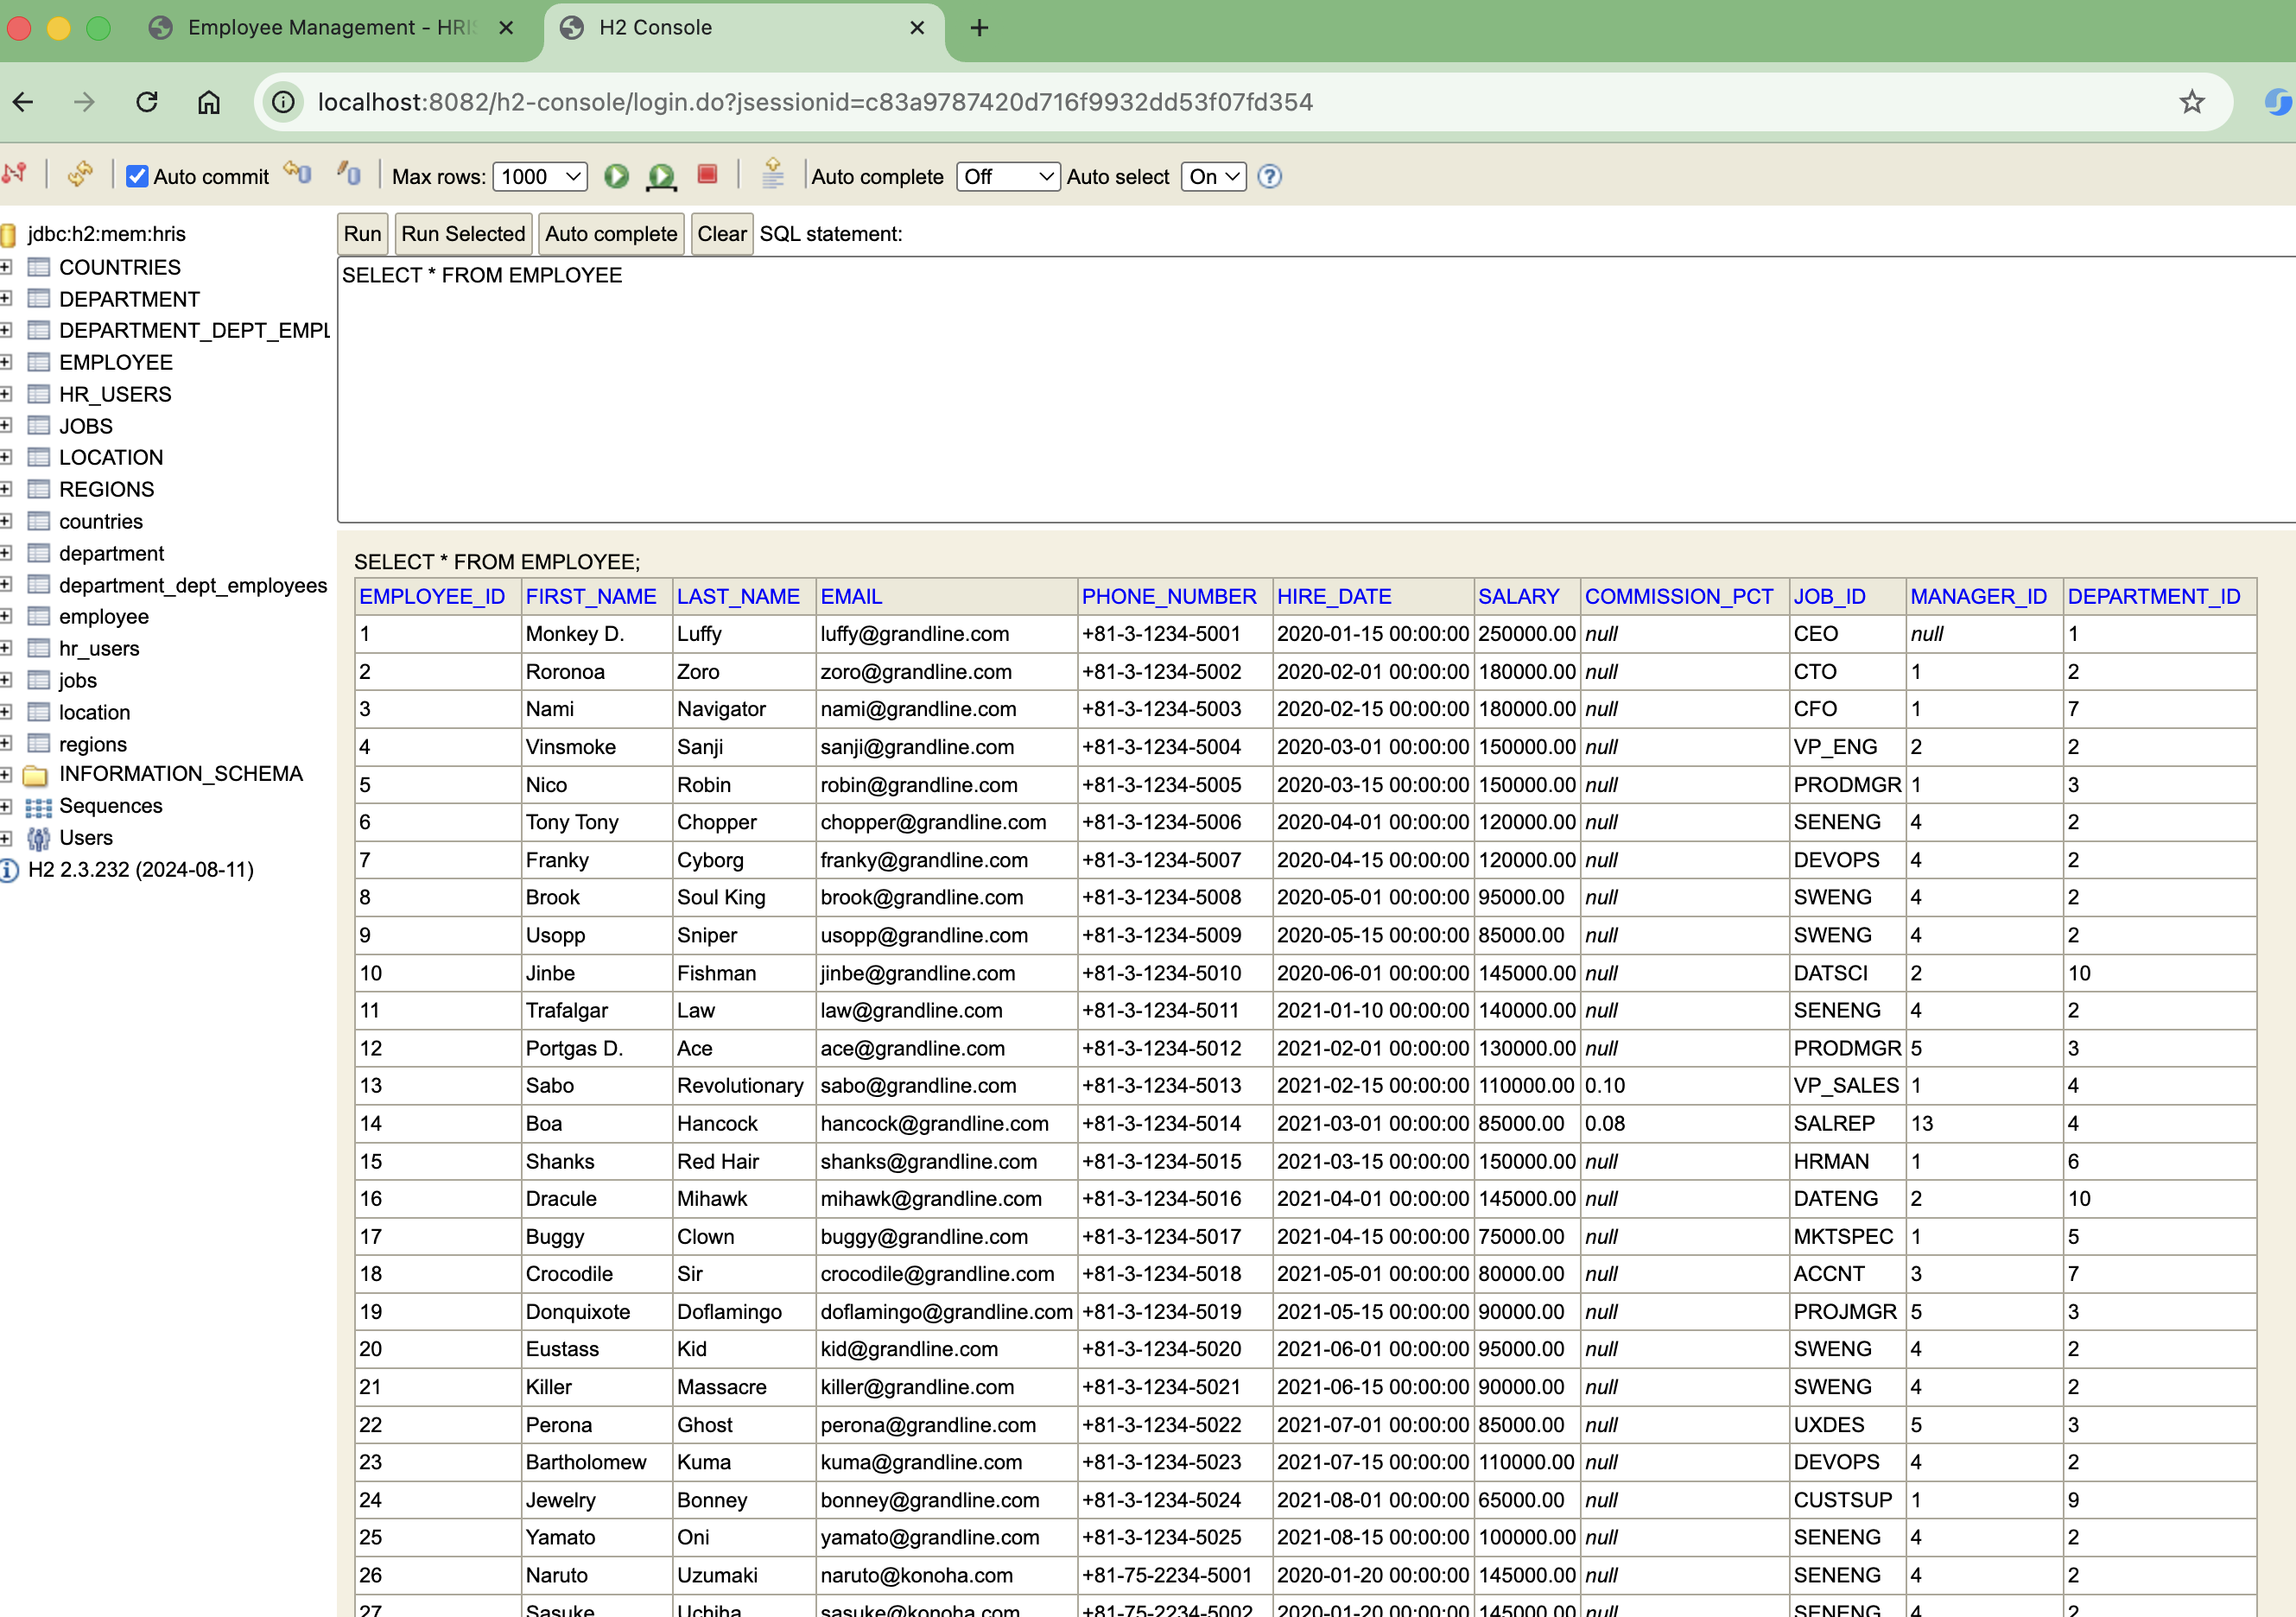 Employee Management - HRIS
H2 Console
localhost:8082/h2-console/login.do?jsessionid=c83a9787420d716f9932dd53f07fd354
Auto commit Max rows: 1000 Auto complete Off Auto select On
jdbc:h2:mem:hris
COUNTRIES
DEPARTMENT
DEPARTMENT_DEPT_EMPL
EMPLOYEE
HR_USERS
JOBS
LOCATION
REGIONS
countries
department
department_dept_employees
employee
hr_users
jobs
location
regions
INFORMATION_SCHEMA
Sequences
Users
H2 2.3.232 (2024-08-11)
Run Run Selected Auto complete Clear SQL statement:
SELECT * FROM EMPLOYEE
SELECT * FROM EMPLOYEE;
EMPLOYEE_ID FIRST_NAME LAST_NAME EMAIL PHONE_NUMBER HIRE_DATE SALARY COMMISSION_PCT JOB_ID MANAGER_ID DEPARTMENT_ID
1 Monkey D. Luffy luffy@grandline.com +81-3-1234-5001 2020-01-15 00:00:00 250000.00 null CEO null 1
2 Roronoa Zoro zoro@grandline.com +81-3-1234-5002 2020-02-01 00:00:00 180000.00 null CTO 1 2
3 Nami Navigator nami@grandline.com +81-3-1234-5003 2020-02-15 00:00:00 180000.00 null CFO 1 7
4 Vinsmoke Sanji sanji@grandline.com +81-3-1234-5004 2020-03-01 00:00:00 150000.00 null VP_ENG 2 2
5 Nico Robin robin@grandline.com +81-3-1234-5005 2020-03-15 00:00:00 150000.00 null PRODMGR 1 3
6 Tony Tony Chopper chopper@grandline.com +81-3-1234-5006 2020-04-01 00:00:00 120000.00 null SENENG 4 2
7 Franky Cyborg franky@grandline.com +81-3-1234-5007 2020-04-15 00:00:00 120000.00 null DEVOPS 4 2
8 Brook Soul King brook@grandline.com +81-3-1234-5008 2020-05-01 00:00:00 95000.00 null SWENG 4 2
9 Usopp Sniper usopp@grandline.com +81-3-1234-5009 2020-05-15 00:00:00 85000.00 null SWENG 4 2
10 Jinbe Fishman jinbe@grandline.com +81-3-1234-5010 2020-06-01 00:00:00 145000.00 null DATSCI 2 10
11 Trafalgar Law law@grandline.com +81-3-1234-5011 2021-01-10 00:00:00 140000.00 null SENENG 4 2
12 Portgas D. Ace ace@grandline.com +81-3-1234-5012 2021-02-01 00:00:00 130000.00 null PRODMGR 5 3
13 Sabo Revolutionary sabo@grandline.com +81-3-1234-5013 2021-02-15 00:00:00 110000.00 0.10 VP_SALES 1 4
14 Boa Hancock hancock@grandline.com +81-3-1234-5014 2021-03-01 00:00:00 85000.00 0.08 SALREP 13 4
15 Shanks Red Hair shanks@grandline.com +81-3-1234-5015 2021-03-15 00:00:00 150000.00 null HRMAN 1 6
16 Dracule Mihawk mihawk@grandline.com +81-3-1234-5016 2021-04-01 00:00:00 145000.00 null DATENG 2 10
17 Buggy Clown buggy@grandline.com +81-3-1234-5017 2021-04-15 00:00:00 75000.00 null MKTSPEC 1 5
18 Crocodile Sir crocodile@grandline.com +81-3-1234-5018 2021-05-01 00:00:00 80000.00 null ACCNT 3 7
19 Donquixote Doflamingo doflamingo@grandline.com +81-3-1234-5019 2021-05-15 00:00:00 90000.00 null PROJMGR 5 3
20 Eustass Kid kid@grandline.com +81-3-1234-5020 2021-06-01 00:00:00 95000.00 null SWENG 4 2
21 Killer Massacre killer@grandline.com +81-3-1234-5021 2021-06-15 00:00:00 90000.00 null SWENG 4 2
22 Perona Ghost perona@grandline.com +81-3-1234-5022 2021-07-01 00:00:00 85000.00 null UXDES 5 3
23 Bartholomew Kuma kuma@grandline.com +81-3-1234-5023 2021-07-15 00:00:00 110000.00 null DEVOPS 4 2
24 Jewelry Bonney bonney@grandline.com +81-3-1234-5024 2021-08-01 00:00:00 65000.00 null CUSTSUP 1 9
25 Yamato Oni yamato@grandline.com +81-3-1234-5025 2021-08-15 00:00:00 100000.00 null SENENG 4 2
26 Naruto Uzumaki naruto@konoha.com +81-75-2234-5001 2020-01-20 00:00:00 145000.00 null SENENG 4 2
27 Sasuke Uchiha sasuke@konoha.com +81-75-2234-5002 2020-01-20 00:00:00 145000.00 null SENENG 4 2